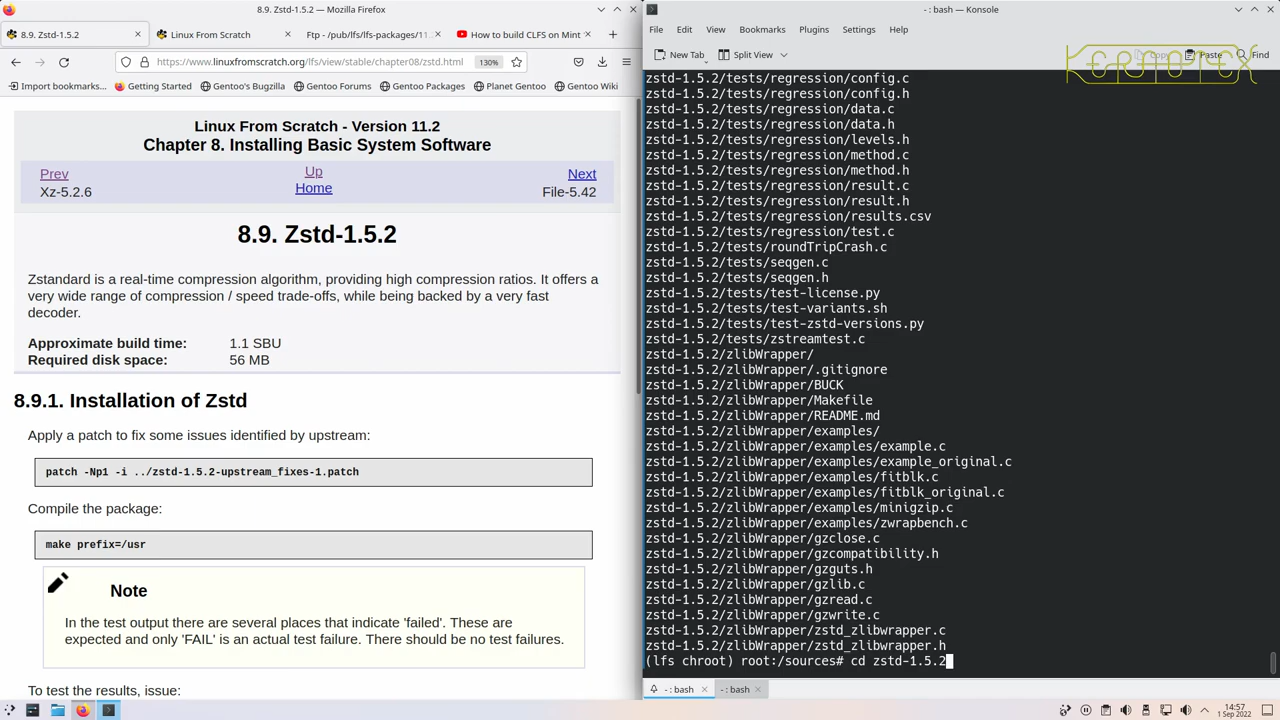 8.9. Zstd-1.5.2 — Mozilla Firefox
8.9. Zstd-1.5.2
Linux From Scratch
Ftp - /pub/lfs/lfs-packages/11.
How to build CLFS on Mint
https://www.linuxfromscratch.org/lfs/view/stable/chapter08/zstd.html
130%
Import bookmarks...
Getting Started
Gentoo's Bugzilla
Gentoo Forums
Gentoo Packages
Planet Gentoo
Gentoo Wiki
Linux From Scratch - Version 11.2
Chapter 8. Installing Basic System Software
Prev
Up
Next
Xz-5.2.6
Home
File-5.42
8.9. Zstd-1.5.2
Zstandard is a real-time compression algorithm, providing high compression ratios. It offers a
very wide range of compression / speed trade-offs, while being backed by a very fast
decoder.
Approximate build time: 1.1 SBU
Required disk space: 56 MB
8.9.1. Installation of Zstd
Apply a patch to fix some issues identified by upstream:
patch -Np1 -i ../zstd-1.5.2-upstream_fixes-1.patch
Compile the package:
make prefix=/usr
Note
In the test output there are several places that indicate 'failed'. These are
expected and only 'FAIL' is an actual test failure. There should be no test failures.
To test the results, issue:
- : bash — Konsole
File Edit View Bookmarks Plugins Settings Help
New Tab
Split View
Copy
Paste
Find
KERNOTEX
zstd-1.5.2/tests/regression/config.c
zstd-1.5.2/tests/regression/config.h
zstd-1.5.2/tests/regression/data.c
zstd-1.5.2/tests/regression/data.h
zstd-1.5.2/tests/regression/levels.h
zstd-1.5.2/tests/regression/method.c
zstd-1.5.2/tests/regression/method.h
zstd-1.5.2/tests/regression/result.c
zstd-1.5.2/tests/regression/result.h
zstd-1.5.2/tests/regression/results.csv
zstd-1.5.2/tests/regression/test.c
zstd-1.5.2/tests/roundTripCrash.c
zstd-1.5.2/tests/seqgen.c
zstd-1.5.2/tests/seqgen.h
zstd-1.5.2/tests/test-license.py
zstd-1.5.2/tests/test-variants.sh
zstd-1.5.2/tests/test-zstd-versions.py
zstd-1.5.2/tests/zstreamtest.c
zstd-1.5.2/zlibWrapper/
zstd-1.5.2/zlibWrapper/.gitignore
zstd-1.5.2/zlibWrapper/BUCK
zstd-1.5.2/zlibWrapper/Makefile
zstd-1.5.2/zlibWrapper/README.md
zstd-1.5.2/zlibWrapper/examples/
zstd-1.5.2/zlibWrapper/examples/example.c
zstd-1.5.2/zlibWrapper/examples/example_original.c
zstd-1.5.2/zlibWrapper/examples/fitblk.c
zstd-1.5.2/zlibWrapper/examples/fitblk_original.c
zstd-1.5.2/zlibWrapper/examples/minigzip.c
zstd-1.5.2/zlibWrapper/examples/zwrapbench.c
zstd-1.5.2/zlibWrapper/gzclose.c
zstd-1.5.2/zlibWrapper/gzcompatibility.h
zstd-1.5.2/zlibWrapper/gzguts.h
zstd-1.5.2/zlibWrapper/gzlib.c
zstd-1.5.2/zlibWrapper/gzread.c
zstd-1.5.2/zlibWrapper/gzwrite.c
zstd-1.5.2/zlibWrapper/zstd_zlibwrapper.c
zstd-1.5.2/zlibWrapper/zstd_zlibwrapper.h
(lfs chroot) root:/sources# cd zstd-1.5.2
- : bash
- : bash
14:57
1 Sep 2022